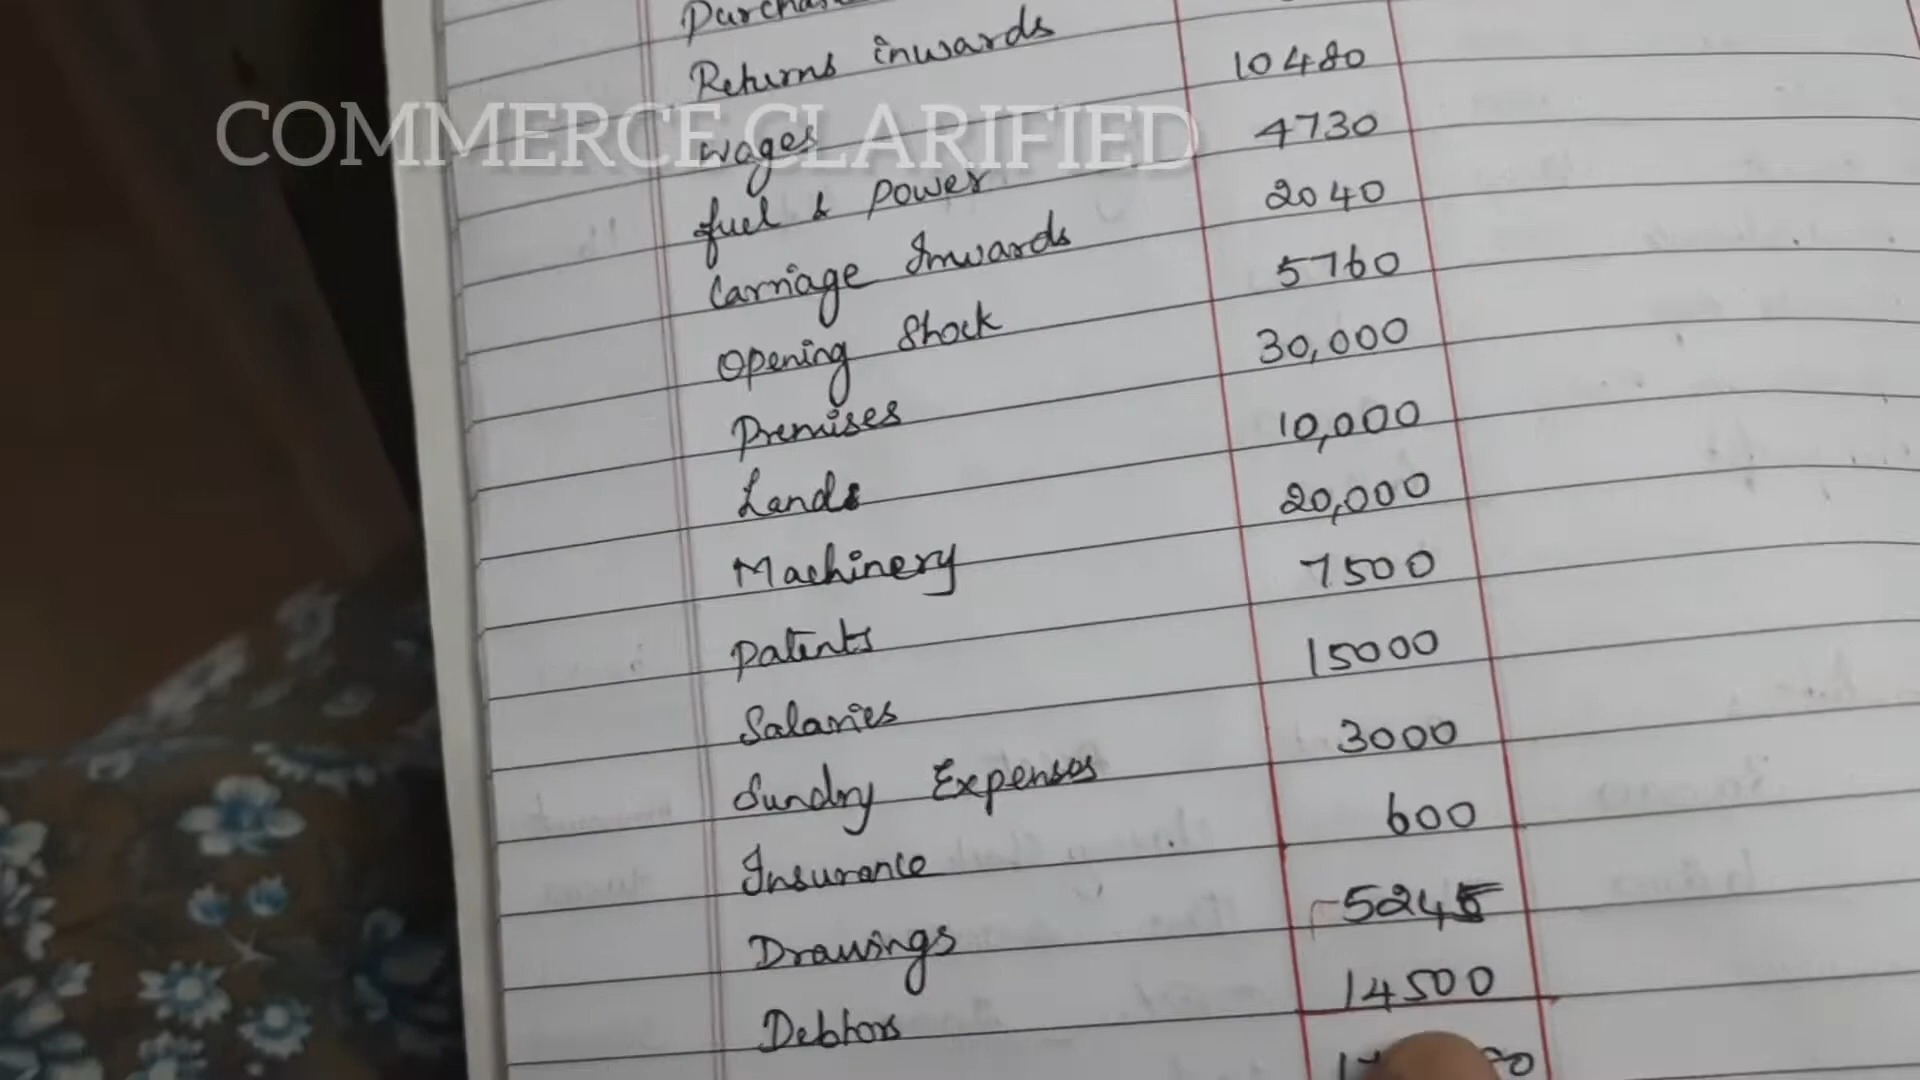 Returns inwards
COMMERCE CLARIFIED
wages 10480
fuel & power 4730
Carriage Inwards 2040
Opening Stock 5760
Premises 30,000
Lands 10,000
Machinery 20,000
Patents 7500
Salaries 15000
Sundry Expenses 3000
Insurance 600
Drawings 5245
Debtors 14500